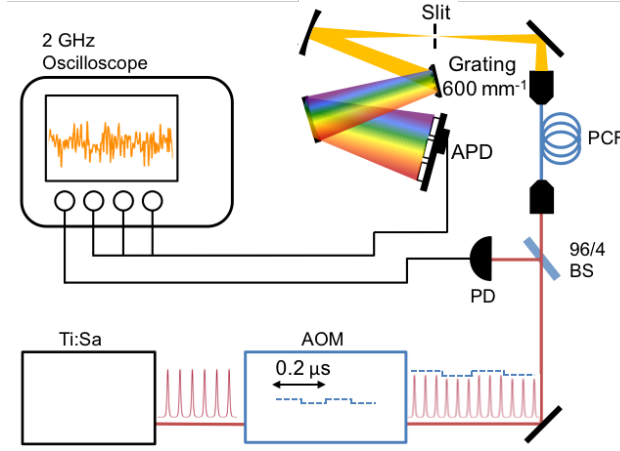 Slit
2 GHz
Oscilloscope
Grating
600 mm⁻¹
APD
PCF
96/4
BS
PD
Ti:Sa
AOM
0.2 µs